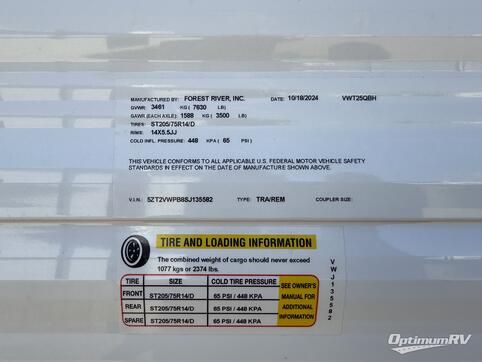 MANUFACTURED BY: FOREST RIVER, INC. DATE: 10/18/2024 VWT25QBH
GVWR: 3461 KG ( 7630 LB)
GAWR (EACH AXLE): 1588 KG ( 3500 LB)
TIRES: ST205/75R14/D
RIMS: 14X5.5JJ
COLD INFL. PRESSURE: 448 KPA ( 65 PSI )
THIS VEHICLE CONFORMS TO ALL APPLICABLE U.S. FEDERAL MOTOR VEHICLE SAFETY
STANDARDS IN EFFECT ON THE DATE OF MANUFACTURE SHOWN ABOVE.
V.I.N.: 5ZT2VWPB8SJ135582 TYPE: TRA/REM COUPLER SIZE:
TIRE AND LOADING INFORMATION
The combined weight of cargo should never exceed
1077 kgs or 2374 lbs.
TIRE SIZE COLD TIRE PRESSURE
FRONT ST205/75R14/D 65 PSI / 448 KPA
REAR ST205/75R14/D 65 PSI / 448 KPA
SPARE ST205/75R14/D 65 PSI / 448 KPA
SEE OWNER'S
MANUAL FOR
ADDITIONAL
INFORMATION
VWJ135582
OptimumRV